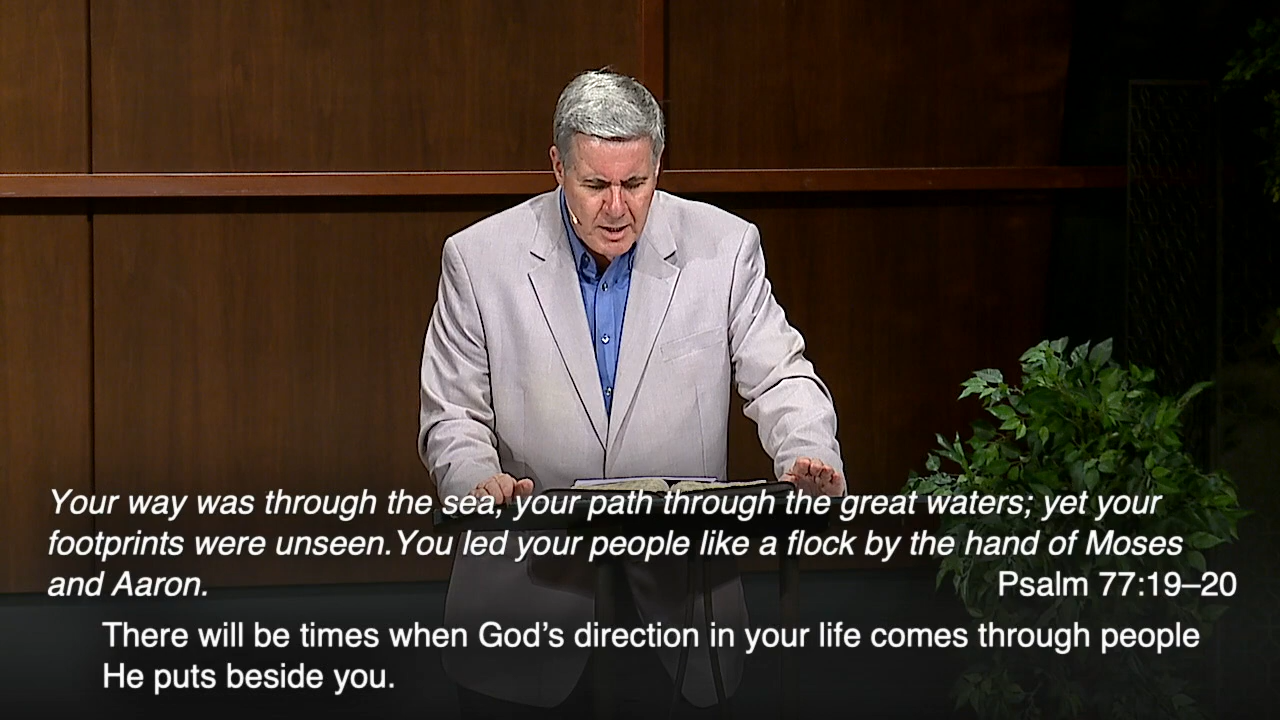 Your way was through the sea, your path through the great waters; yet your
footprints were unseen.You led your people like a flock by the hand of Moses
and Aaron. Psalm 77:19–20
There will be times when God’s direction in your life comes through people
He puts beside you.